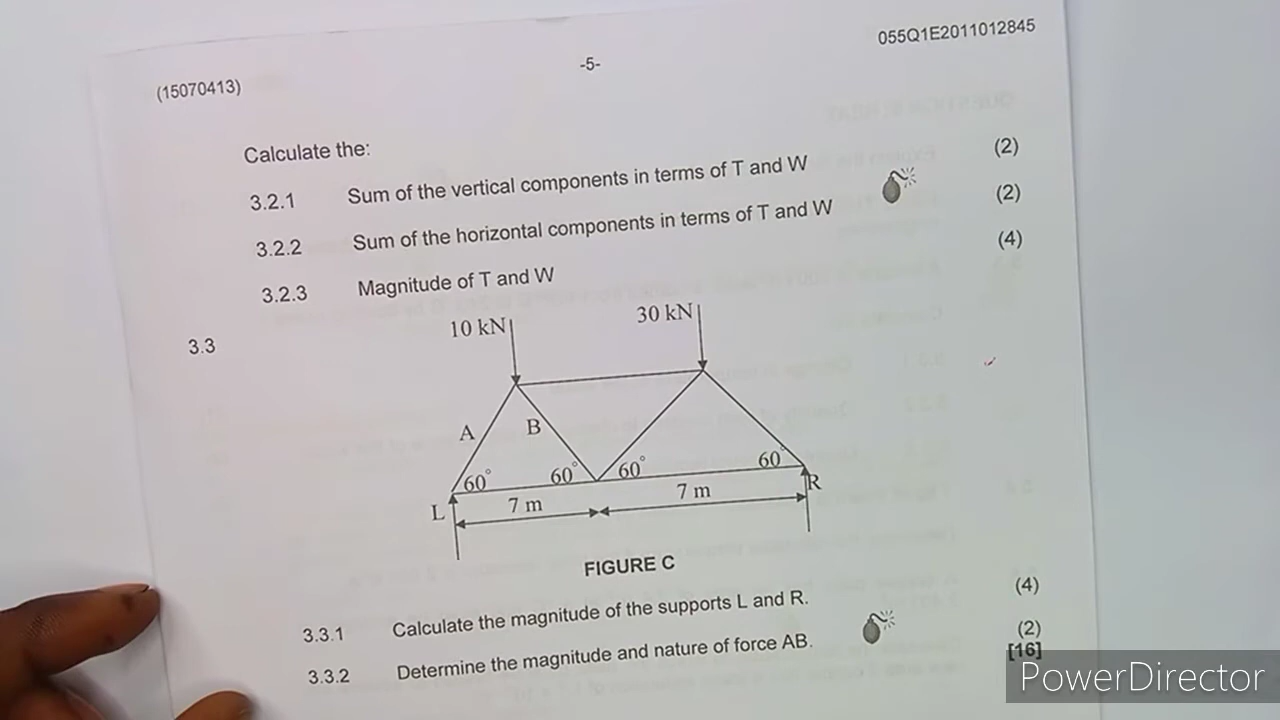 055Q1E2011012845
(15070413)
-5-
Calculate the:
3.2.1 Sum of the vertical components in terms of T and W (2)
3.2.2 Sum of the horizontal components in terms of T and W (2)
3.2.3 Magnitude of T and W (4)
3.3
10 kN 30 kN
A B
60° 60° 60° 60°
L 7 m 7 m R
FIGURE C
3.3.1 Calculate the magnitude of the supports L and R. (4)
3.3.2 Determine the magnitude and nature of force AB. (2)
[16]
PowerDirector